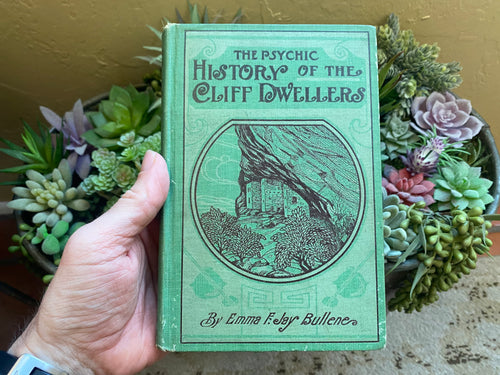 THE PSYCHIC
HISTORY OF THE
CLIFF DWELLERS
By Emma F. Jay Bullene